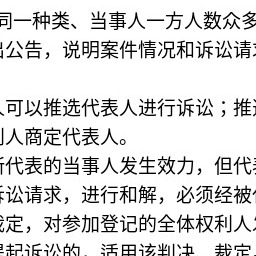 同一种类、当事人一方人数众多
出公告，说明案件情况和诉讼请求
人可以推选代表人进行诉讼；推
利人商定代表人。
所代表的当事人发生效力，但代表
诉讼请求，进行和解，必须经被代
裁定，对参加登记的全体权利人发
提起诉讼的，适用该判决、裁定。